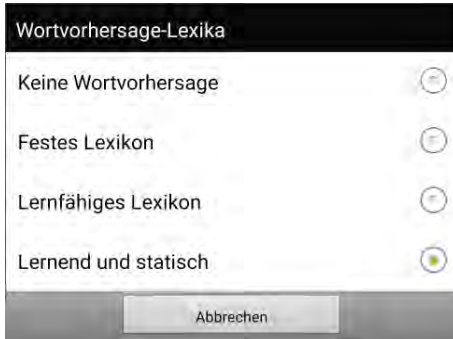 Wortvorhersage-Lexika
Keine Wortvorhersage
Festes Lexikon
Lernfähiges Lexikon
Lernend und statisch
Abbrechen